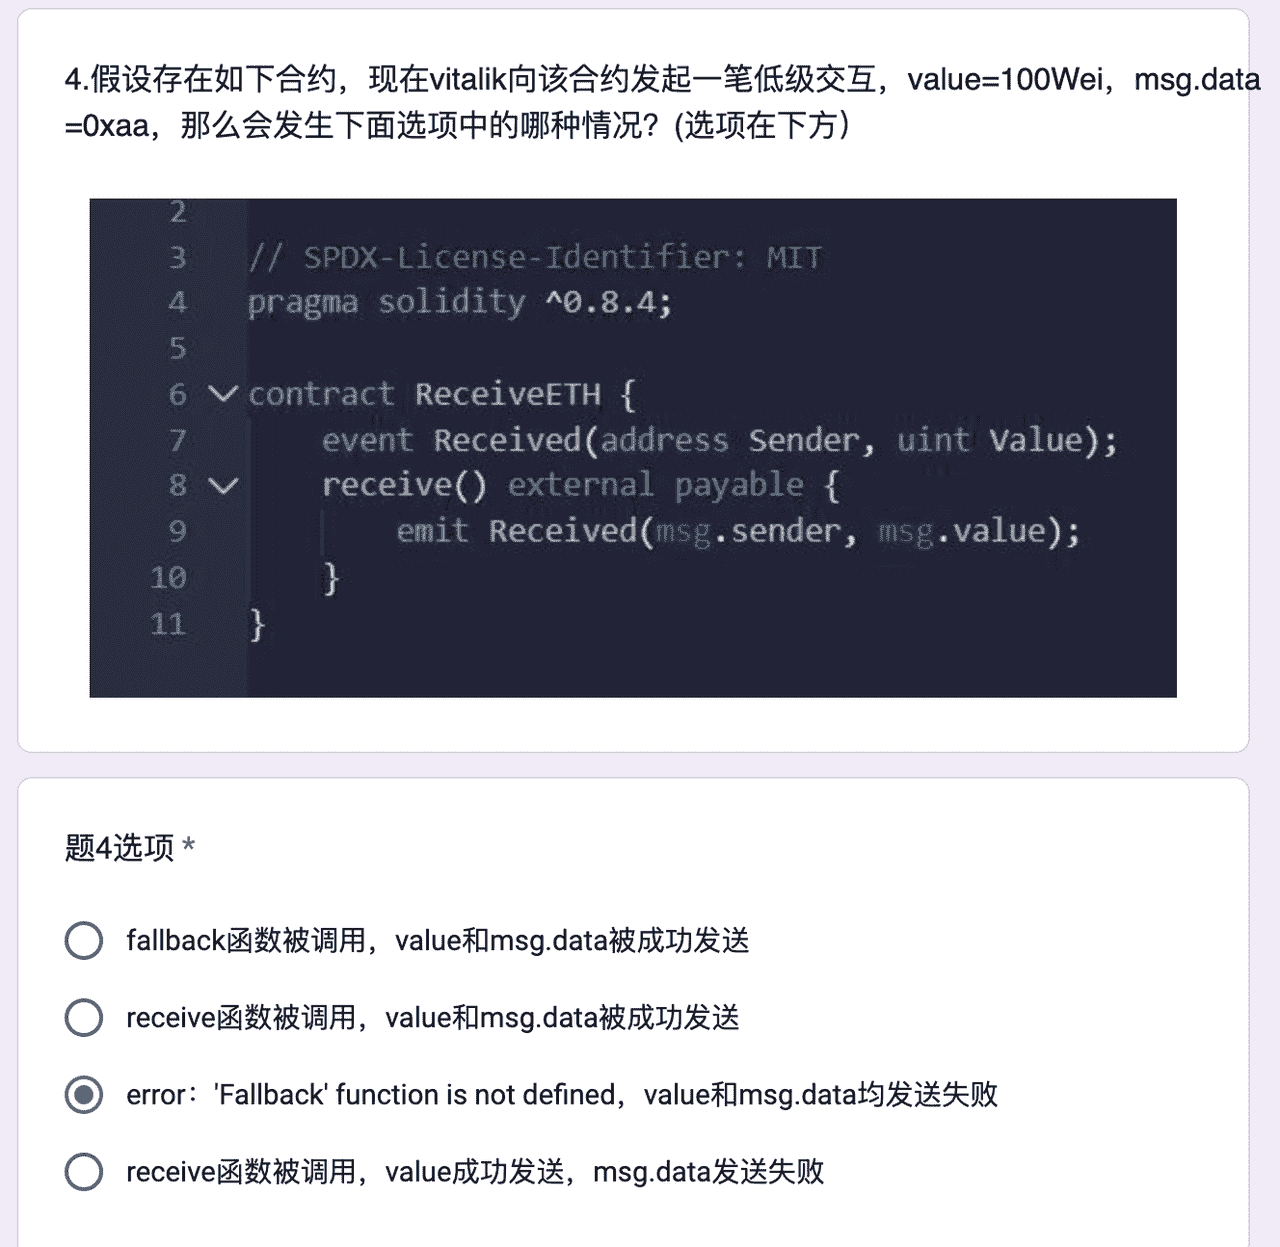 4.假设存在如下合约，现在vitalik向该合约发起一笔低级交互，value=100Wei，msg.data
=0xaa，那么会发生下面选项中的哪种情况？(选项在下方）
2
3 // SPDX-License-Identifier: MIT
4 pragma solidity ^0.8.4;
5
6 contract ReceiveETH {
7 event Received(address Sender, uint Value);
8 receive() external payable {
9 emit Received(msg.sender, msg.value);
10 }
11 }
题4选项 *
fallback函数被调用，value和msg.data被成功发送
receive函数被调用，value和msg.data被成功发送
error：'Fallback' function is not defined，value和msg.data均发送失败
receive函数被调用，value成功发送，msg.data发送失败